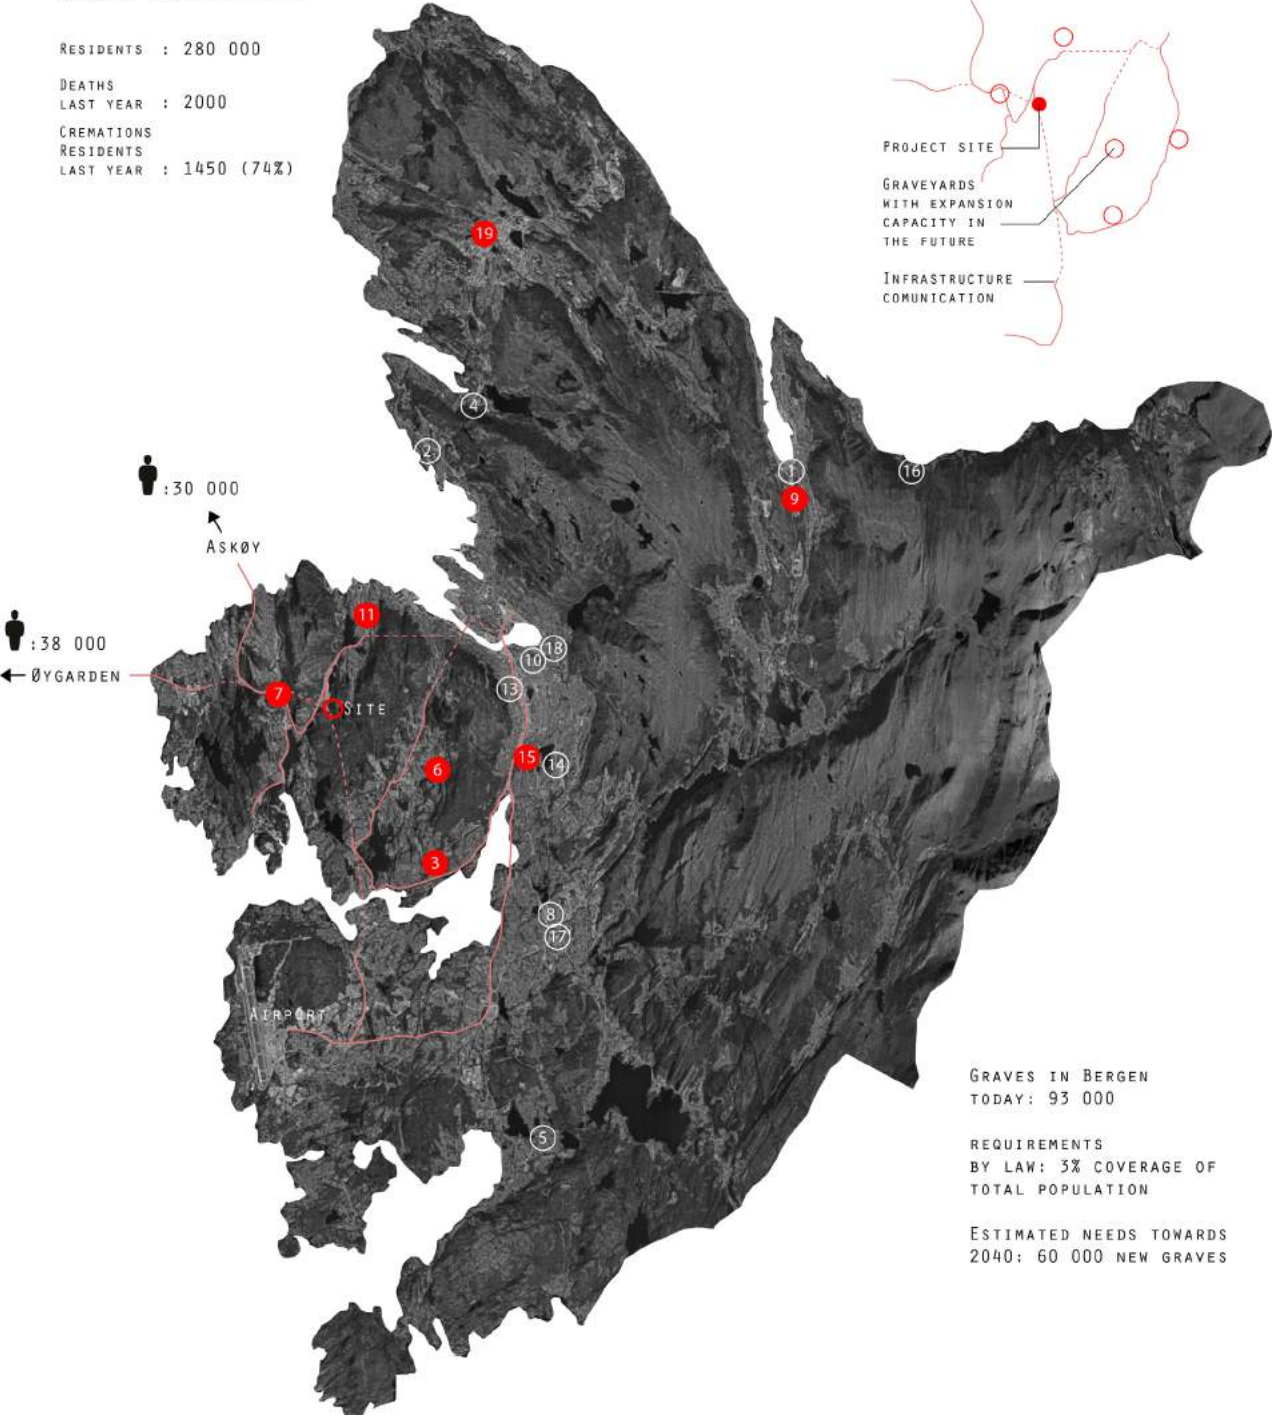 RESIDENTS : 280 000
DEATHS
LAST YEAR : 2000
CREMATIONS
RESIDENTS
LAST YEAR : 1450 (74%)
PROJECT SITE
GRAVEYARDS
WITH EXPANSION
CAPACITY IN
THE FUTURE
INFRASTRUCTURE
COMUNICATION
19
4
2
1
9
16
:30 000
ASKØY
11
:38 000
ØYGARDEN
18
10
7
13
SITE
15
14
6
3
8
17
AIRPORT
5
GRAVES IN BERGEN
TODAY: 93 000
REQUIREMENTS
BY LAW: 3% COVERAGE OF
TOTAL POPULATION
ESTIMATED NEEDS TOWARDS
2040: 60 000 NEW GRAVES